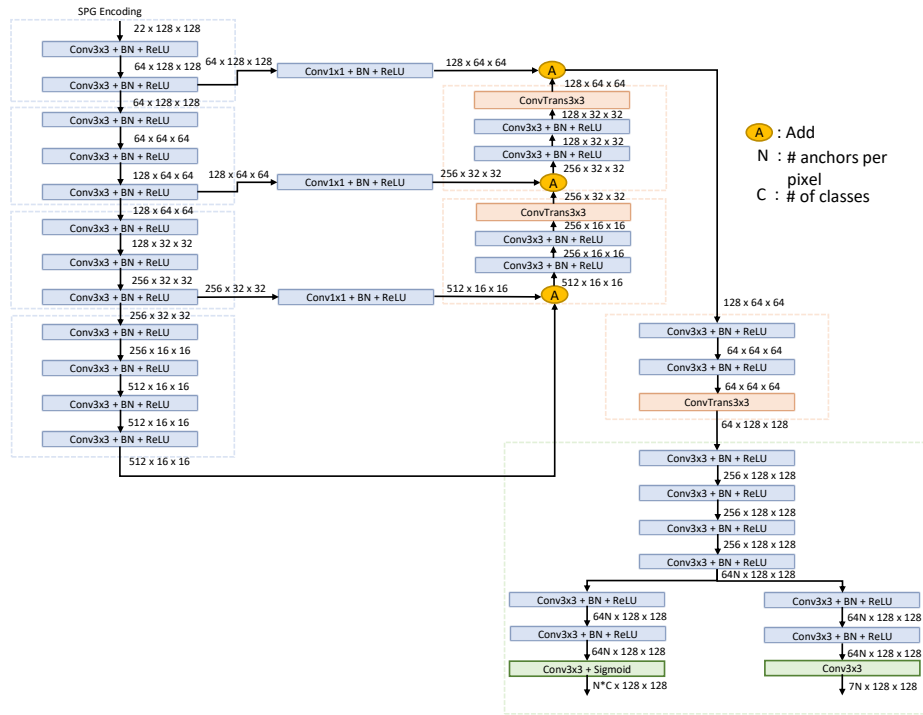 SPG Encoding
22 x 128 x 128
Conv3x3 + BN + ReLU
64 x 128 x 128
Conv3x3 + BN + ReLU
64 x 128 x 128
Conv1x1 + BN + ReLU
128 x 64 x 64
A
64 x 128 x 128
Conv3x3 + BN + ReLU
64 x 64 x 64
Conv3x3 + BN + ReLU
128 x 64 x 64
Conv3x3 + BN + ReLU
128 x 64 x 64
Conv1x1 + BN + ReLU
256 x 32 x 32
A
128 x 64 x 64
Conv3x3 + BN + ReLU
128 x 32 x 32
Conv3x3 + BN + ReLU
256 x 32 x 32
Conv3x3 + BN + ReLU
256 x 32 x 32
Conv1x1 + BN + ReLU
512 x 16 x 16
A
256 x 32 x 32
Conv3x3 + BN + ReLU
256 x 16 x 16
Conv3x3 + BN + ReLU
512 x 16 x 16
Conv3x3 + BN + ReLU
512 x 16 x 16
Conv3x3 + BN + ReLU
512 x 16 x 16
128 x 64 x 64
ConvTrans3x3
128 x 32 x 32
Conv3x3 + BN + ReLU
128 x 32 x 32
Conv3x3 + BN + ReLU
256 x 32 x 32
256 x 32 x 32
ConvTrans3x3
256 x 16 x 16
Conv3x3 + BN + ReLU
256 x 16 x 16
Conv3x3 + BN + ReLU
512 x 16 x 16
A : Add
N : # anchors per
pixel
C : # of classes
128 x 64 x 64
Conv3x3 + BN + ReLU
64 x 64 x 64
Conv3x3 + BN + ReLU
64 x 64 x 64
ConvTrans3x3
64 x 128 x 128
Conv3x3 + BN + ReLU
256 x 128 x 128
Conv3x3 + BN + ReLU
256 x 128 x 128
Conv3x3 + BN + ReLU
256 x 128 x 128
Conv3x3 + BN + ReLU
64N x 128 x 128
Conv3x3 + BN + ReLU
64N x 128 x 128
Conv3x3 + BN + ReLU
64N x 128 x 128
Conv3x3 + Sigmoid
N*C x 128 x 128
Conv3x3 + BN + ReLU
64N x 128 x 128
Conv3x3 + BN + ReLU
64N x 128 x 128
Conv3x3
7N x 128 x 128